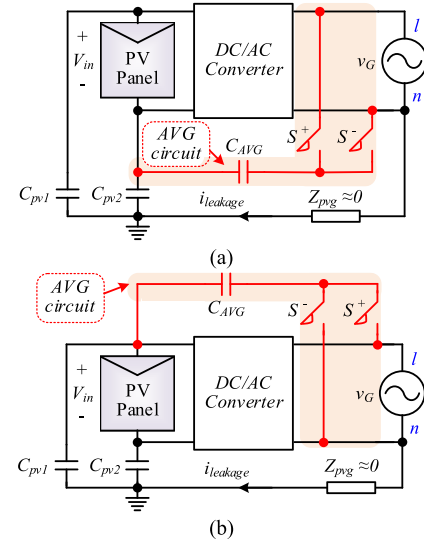 +
V_in
-
PV
Panel
DC/AC
Converter
l
v_G
n
AVG
circuit
C_AVG
S^+
S^-
C_pv1
C_pv2
i_leakage
Z_pvg≈0
(a)
AVG
circuit
C_AVG
S^-
S^+
+
V_in
-
PV
Panel
DC/AC
Converter
l
v_G
n
C_pv1
C_pv2
i_leakage
Z_pvg≈0
(b)